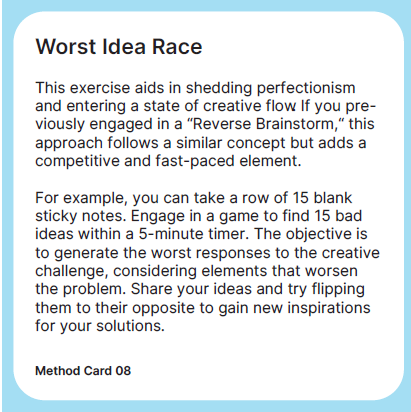 Worst Idea Race
This exercise aids in shedding perfectionism
and entering a state of creative flow If you pre-
viously engaged in a “Reverse Brainstorm,“ this
approach follows a similar concept but adds a
competitive and fast-paced element.
For example, you can take a row of 15 blank
sticky notes. Engage in a game to find 15 bad
ideas within a 5-minute timer. The objective is
to generate the worst responses to the creative
challenge, considering elements that worsen
the problem. Share your ideas and try flipping
them to their opposite to gain new inspirations
for your solutions.
Method Card 08